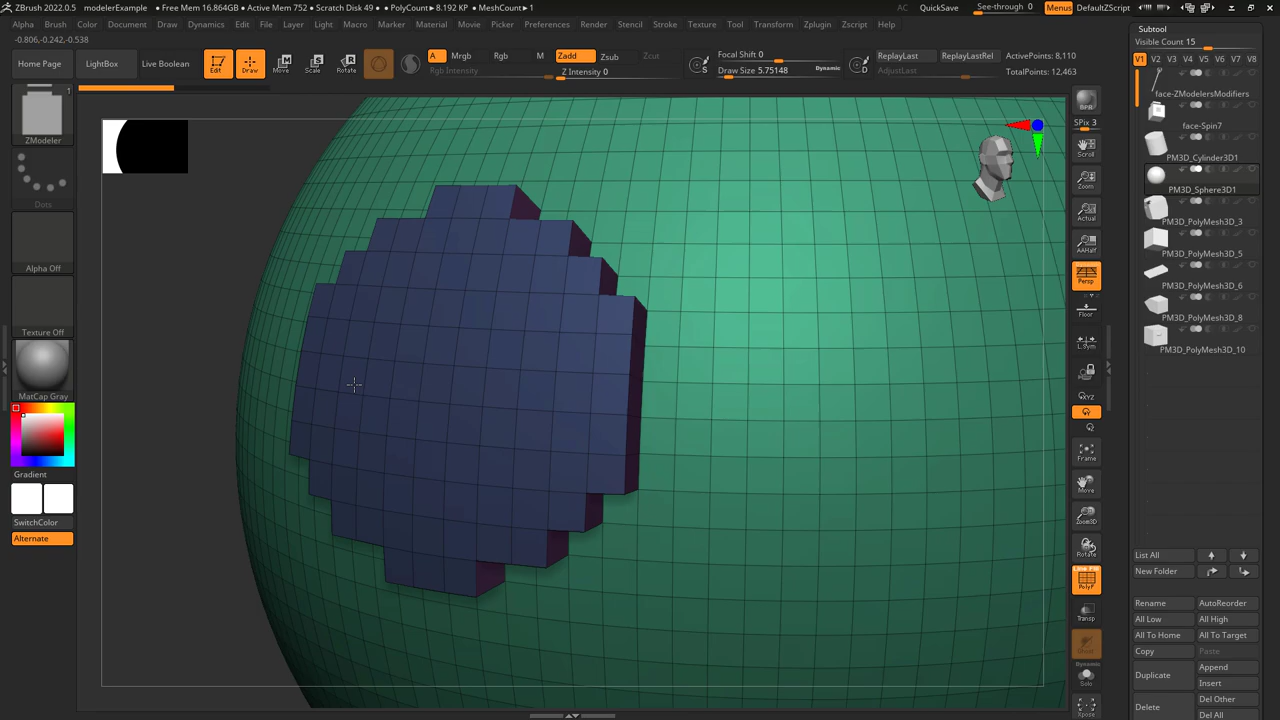 ZBrush 2022.0.5 modelerExample • Free Mem 16.864GB • Active Mem 752 • Scratch Disk 49 • PolyCount▸8.192 KP • MeshCount▸1 AC QuickSave See-through 0 Menus DefaultZScript
Alpha Brush Color Document Draw Dynamics Edit File Layer Light Macro Marker Material Movie Picker Preferences Render Stencil Stroke Texture Tool Transform Zplugin Zscript Help
-0.806,-0.242,-0.538
Home Page LightBox Live Boolean Edit Draw Move Scale Rotate
M S R
A Mrgb Rgb M
Rgb Intensity
Zadd Zsub Zcut
Z Intensity 0
S
Focal Shift 0
Draw Size 5.75148 Dynamic
D
ReplayLast ReplayLastRel
AdjustLast
ActivePoints: 8,110
TotalPoints: 12,463
1
ZModeler
Dots
Alpha Off
Texture Off
MatCap Gray
Gradient
SwitchColor
Alternate
BPR
SPix 3
Scroll
Zoom
Actual
AAHalf
Persp
Floor
L.Sym
XYZ
Y
Z
Frame
Move
Zoom3D
Rotate
Line Fill
PolyF
Transp
Ghost
Dynamic
Solo
Xpose
Subtool
Visible Count 15
V1 V2 V3 V4 V5 V6 V7 V8
face-ZModelersModifiers
face-Spin7
PM3D_Cylinder3D1
PM3D_Sphere3D1
PM3D_PolyMesh3D_3
PM3D_PolyMesh3D_5
PM3D_PolyMesh3D_6
PM3D_PolyMesh3D_8
PM3D_PolyMesh3D_10
List All
New Folder
Rename AutoReorder
All Low All High
All To Home All To Target
Copy Paste
Duplicate Append
Insert
Delete Del Other
Del All